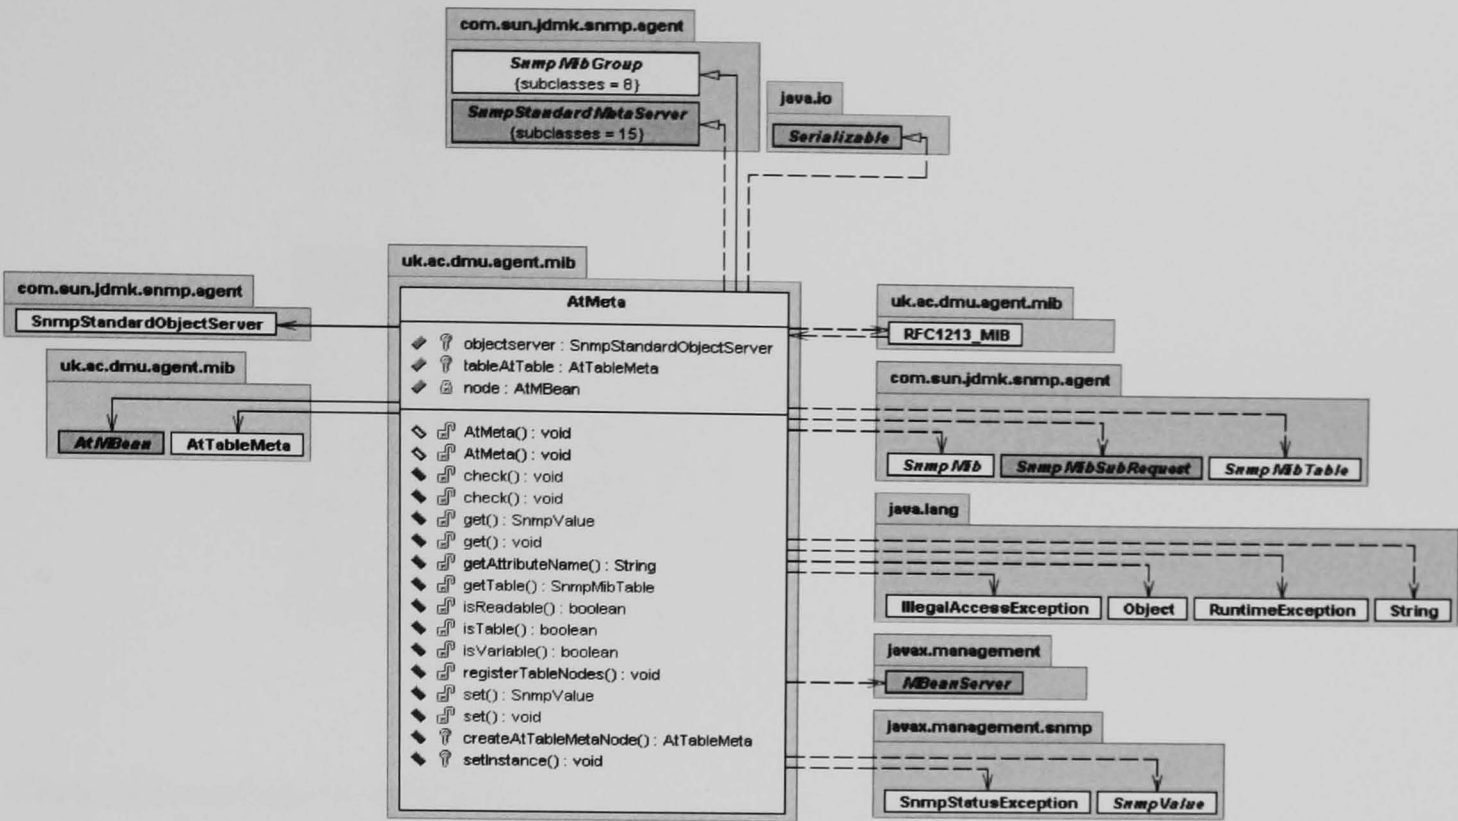 com.sun.jdmk.snmp.agent
SnmpMibGroup
{subclasses = 8}
SnmpStandardMetaServer
{subclasses = 15}
java.io
Serializable
uk.ac.dmu.agent.mib
AtMeta
objectserver : SnmpStandardObjectServer
tableAtTable : AtTableMeta
node : AtMBean
AtMeta() : void
AtMeta() : void
check() : void
check() : void
get() : SnmpValue
get() : void
getAttributeName() : String
getTable() : SnmpMibTable
isReadable() : boolean
isTable() : boolean
isVariable() : boolean
registerTableNodes() : void
set() : SnmpValue
set() : void
createAtTableMetaNode() : AtTableMeta
setInstance() : void
com.sun.jdmk.snmp.agent
SnmpStandardObjectServer
uk.ac.dmu.agent.mib
AtMBean AtTableMeta
uk.ac.dmu.agent.mib
RFC1213_MIB
com.sun.jdmk.snmp.agent
SnmpMib SnmpMibSubRequest SnmpMibTable
java.lang
IllegalAccessException Object RuntimeException String
javax.management
MBeanServer
javax.management.snmp
SnmpStatusException SnmpValue